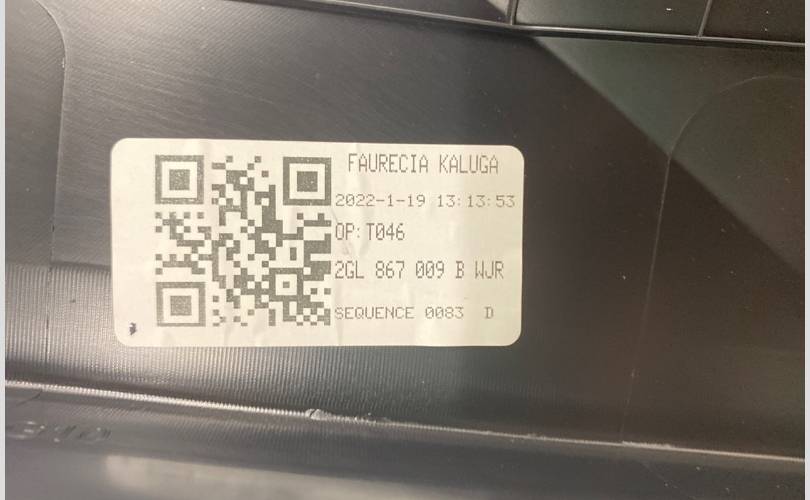 FAURECIA KALUGA
2022-1-19 13:13:53
OP:T046
2GL 867 009 B WJR
SEQUENCE 0083 D